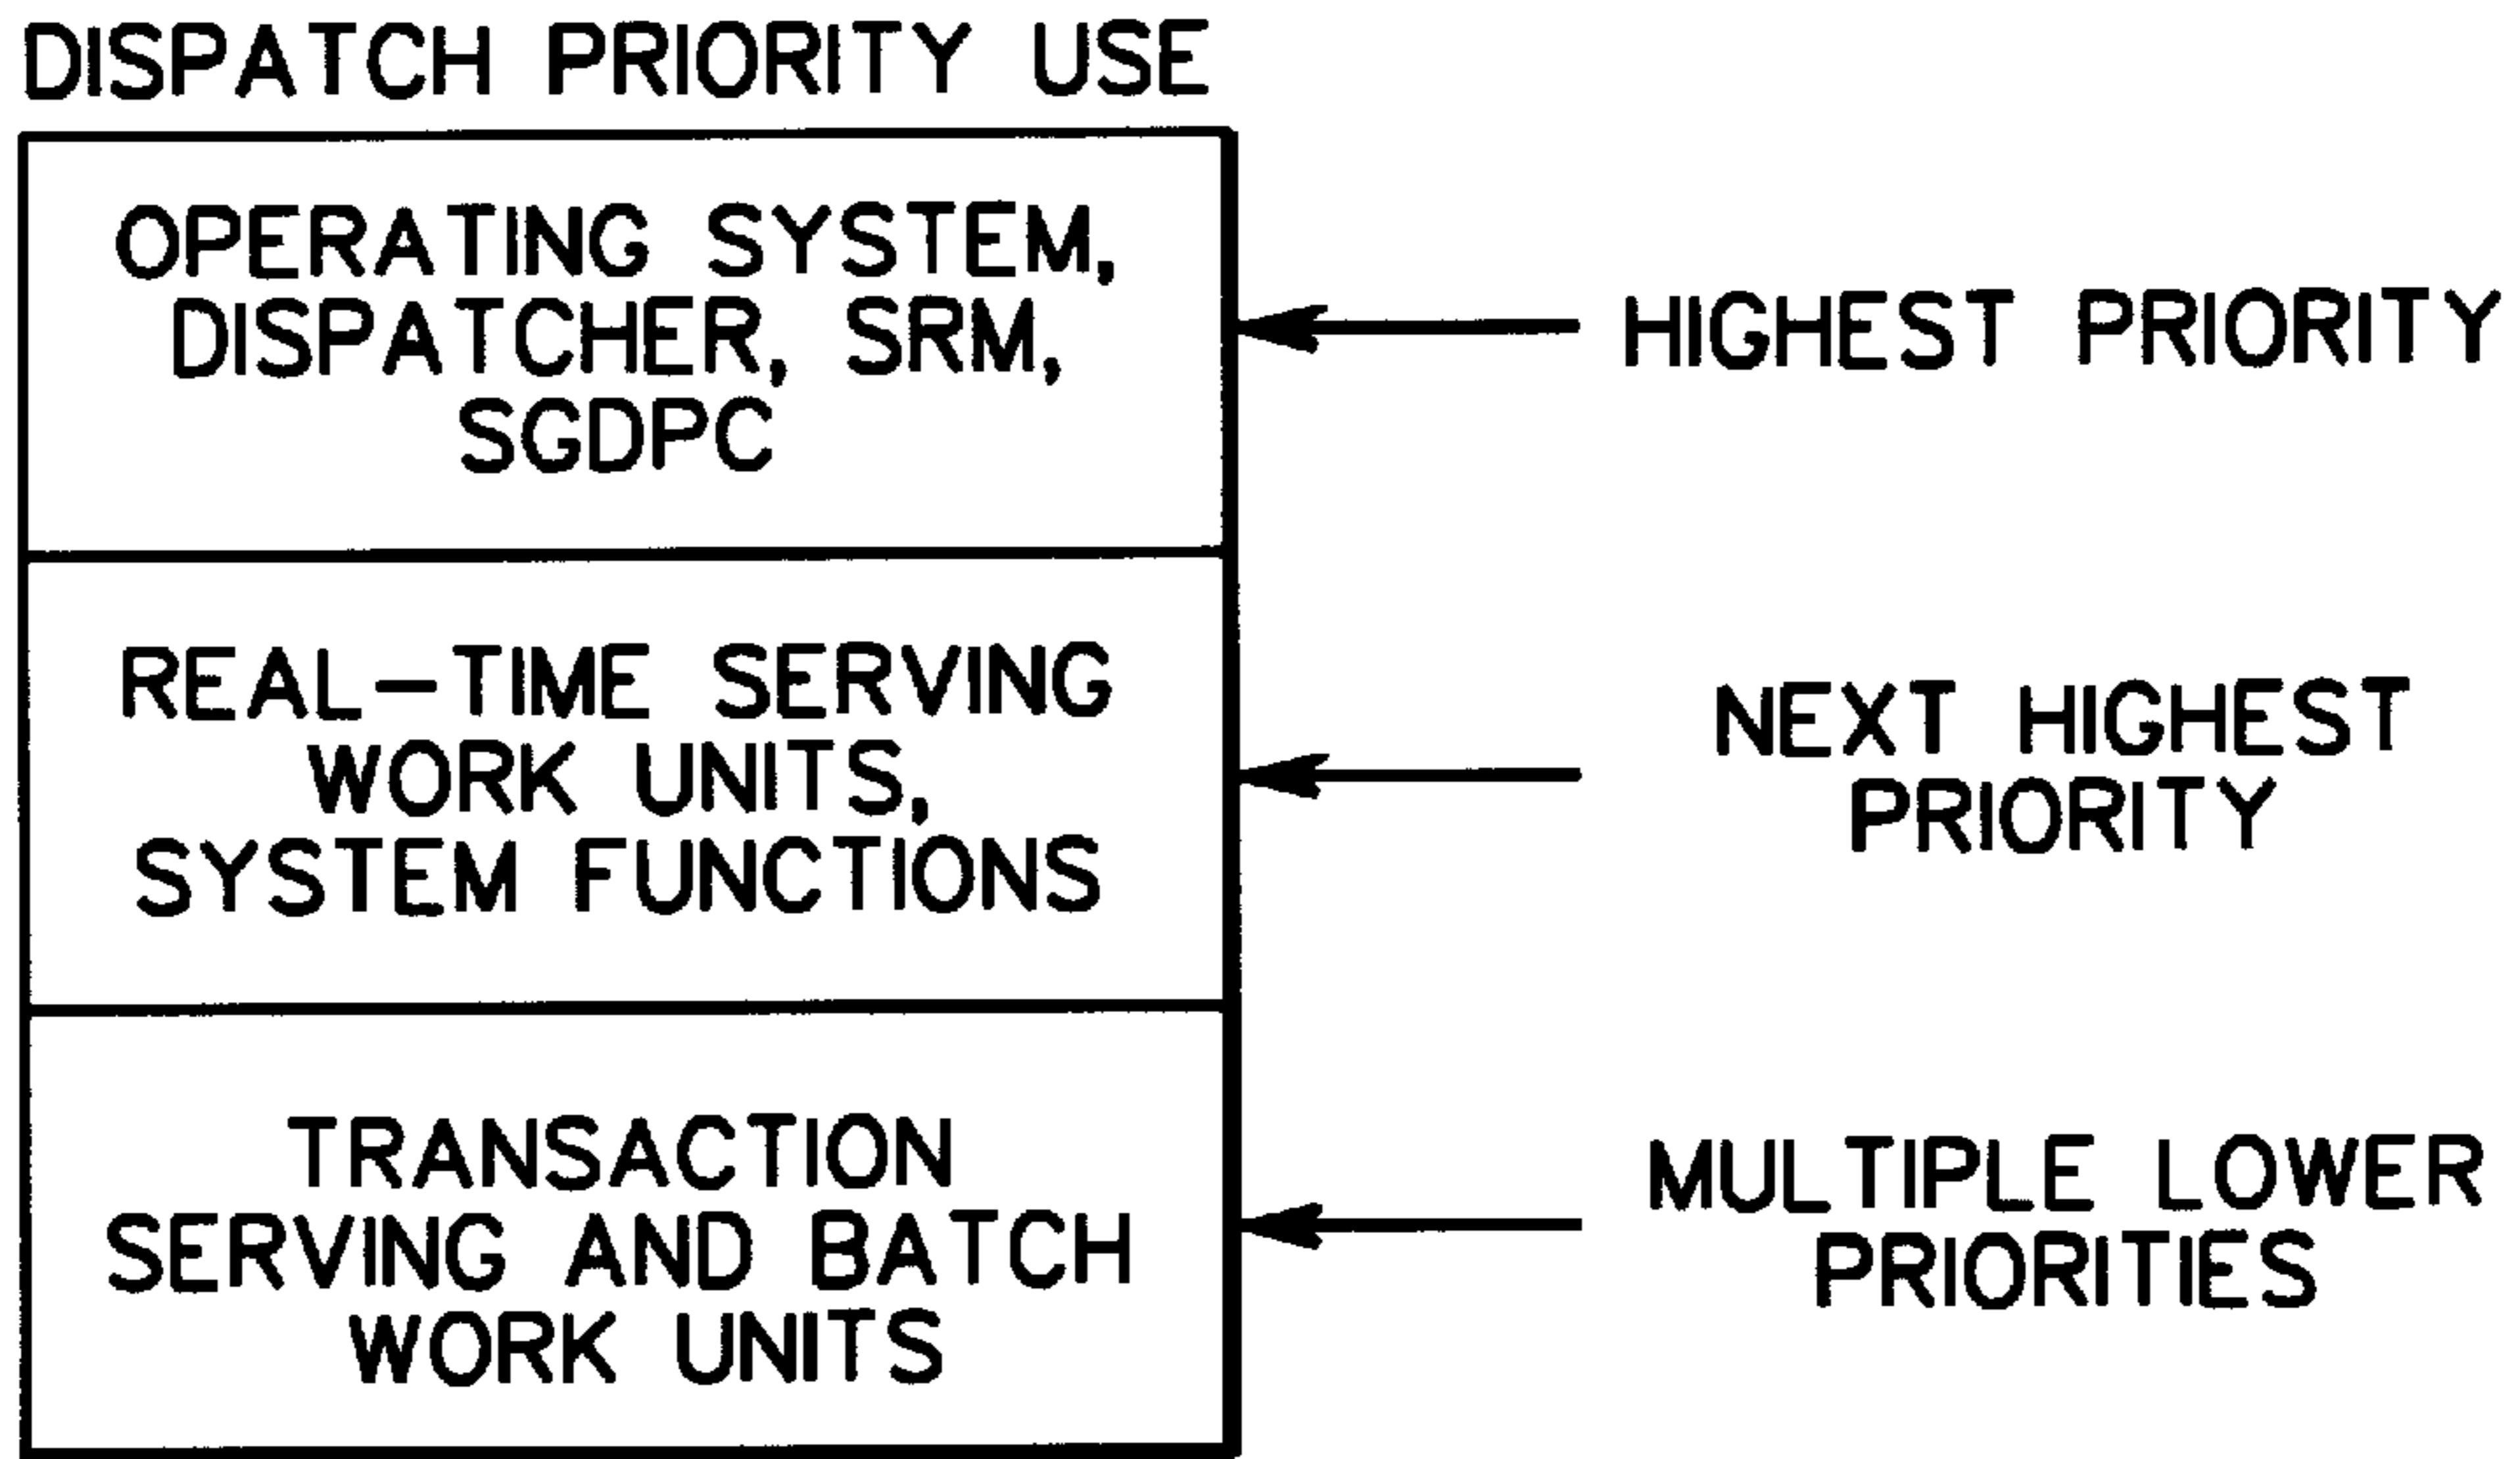 DISPATCH PRIORITY USE
OPERATING SYSTEM,
DISPATCHER, SRM,
SGDPC
HIGHEST PRIORITY
REAL-TIME SERVING
WORK UNITS,
SYSTEM FUNCTIONS
NEXT HIGHEST
PRIORITY
TRANSACTION
SERVING AND BATCH
WORK UNITS
MULTIPLE LOWER
PRIORITIES